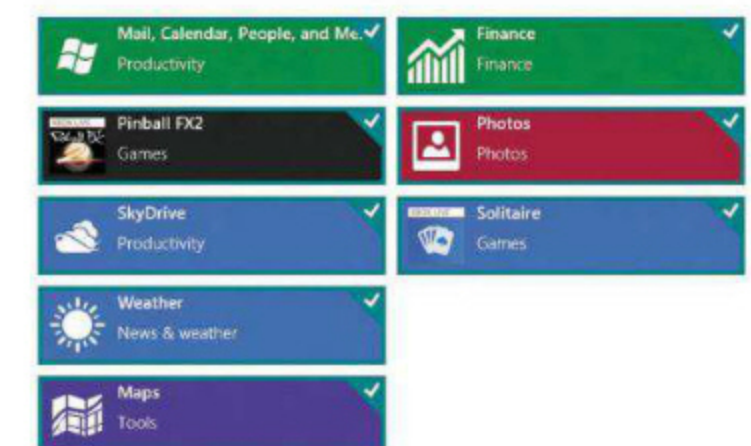 Mail, Calendar, People, and Me.
Productivity
Pinball FX2
Games
SkyDrive
Productivity
Weather
News & weather
Maps
Tools
Finance
Finance
Photos
Photos
Solitaire
Games